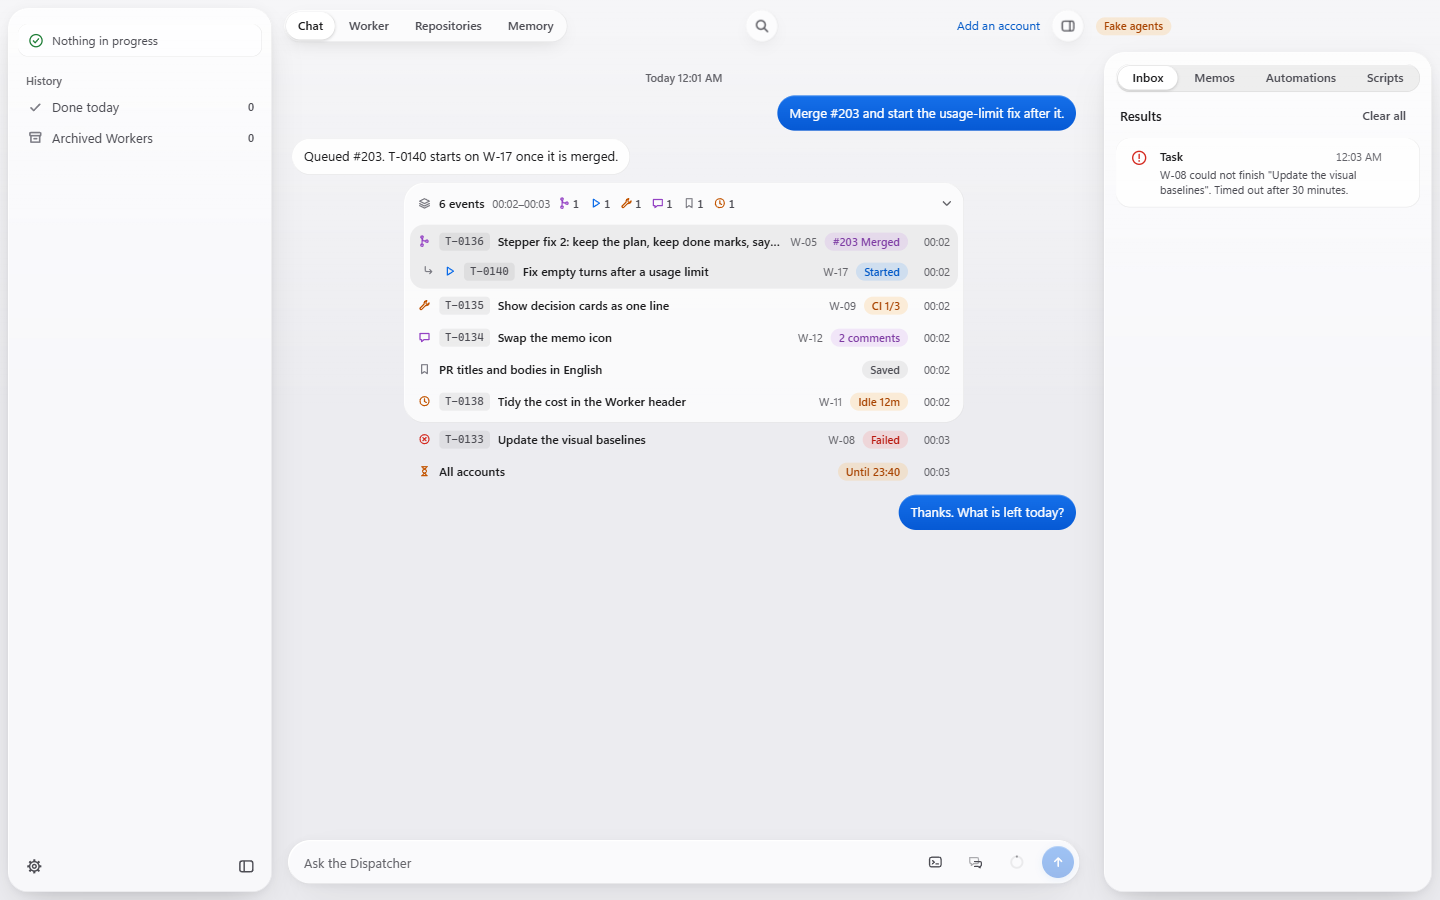 Nothing in progress
History
Done today 0
Archived Workers 0
Chat Worker Repositories Memory
Add an account
Fake agents
Today 12:01 AM
Merge #203 and start the usage-limit fix after it.
Queued #203. T-0140 starts on W-17 once it is merged.
6 events 00:02–00:03 1 1 1 1 1 1
T-0136 Stepper fix 2: keep the plan, keep done marks, say... W-05 #203 Merged 00:02
T-0140 Fix empty turns after a usage limit W-17 Started 00:02
T-0135 Show decision cards as one line W-09 CI 1/3 00:02
T-0134 Swap the memo icon W-12 2 comments 00:02
PR titles and bodies in English Saved 00:02
T-0138 Tidy the cost in the Worker header W-11 Idle 12m 00:02
T-0133 Update the visual baselines W-08 Failed 00:03
All accounts Until 23:40 00:03
Thanks. What is left today?
Ask the Dispatcher
Inbox Memos Automations Scripts
Results Clear all
Task 12:03 AM
W-08 could not finish "Update the visual
baselines". Timed out after 30 minutes.